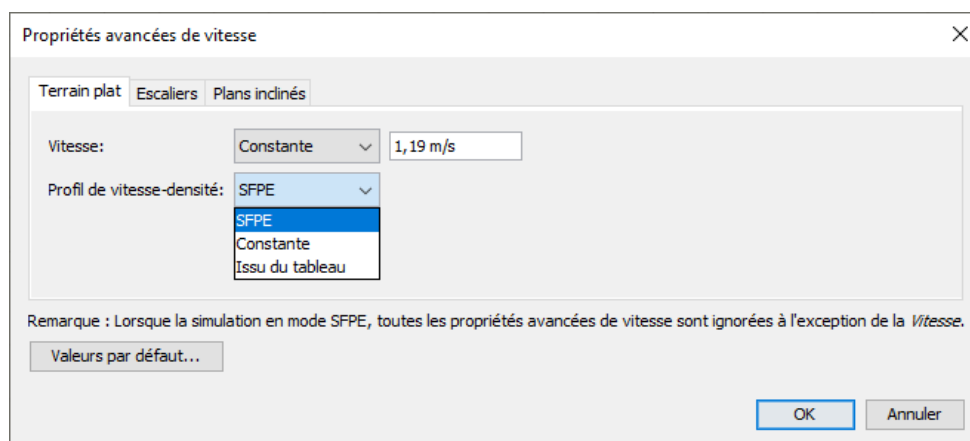 Propriétés avancées de vitesse
Terrain plat Escaliers Plans inclinés
Vitesse: Constante 1,19 m/s
Profil de vitesse-densité: SFPE
SFPE
Constante
Issu du tableau
Remarque : Lorsque la simulation en mode SFPE, toutes les propriétés avancées de vitesse sont ignorées à l'exception de la Vitesse.
Valeurs par défaut...
OK Annuler